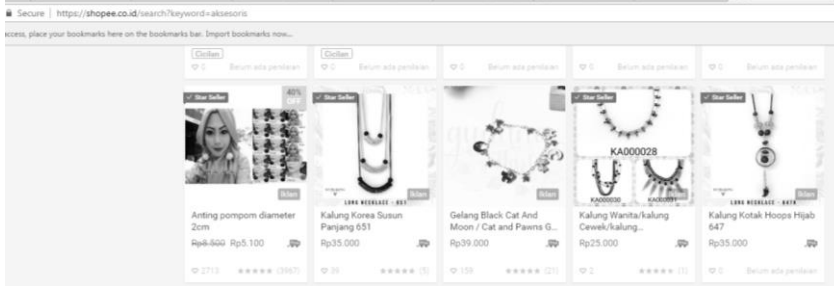 Secure | https://shopee.co.id/search?keyword=aksesoris
access, place your bookmarks here on the bookmarks bar. Import bookmarks now...
Cicilan Cicilan
0 Belum ada penilaian 0 Belum ada penilaian 0 Belum ada penilaian 0 Belum ada penilaian 0 Belum ada penilaian
Star Seller 40% OFF Star Seller Star Seller Star Seller
KA000028
KA000030 KA000031
Iklan Iklan Iklan Iklan Iklan
LONG NECKLACE LONG NECKLACE
Anting pompom diameter 2cm
Rp8.500 Rp5.100
2713 (3967)
Kalung Korea Susun Panjang 651
Rp35.000
39 (5)
Gelang Black Cat And Moon / Cat and Pawns G...
Rp39.000
159 (21)
Kalung Wanita/kalung Cewek/kalung...
Rp25.000
2 (1)
Kalung Kotak Hoops Hijab 647
Rp35.000
0 Belum ada penilaian